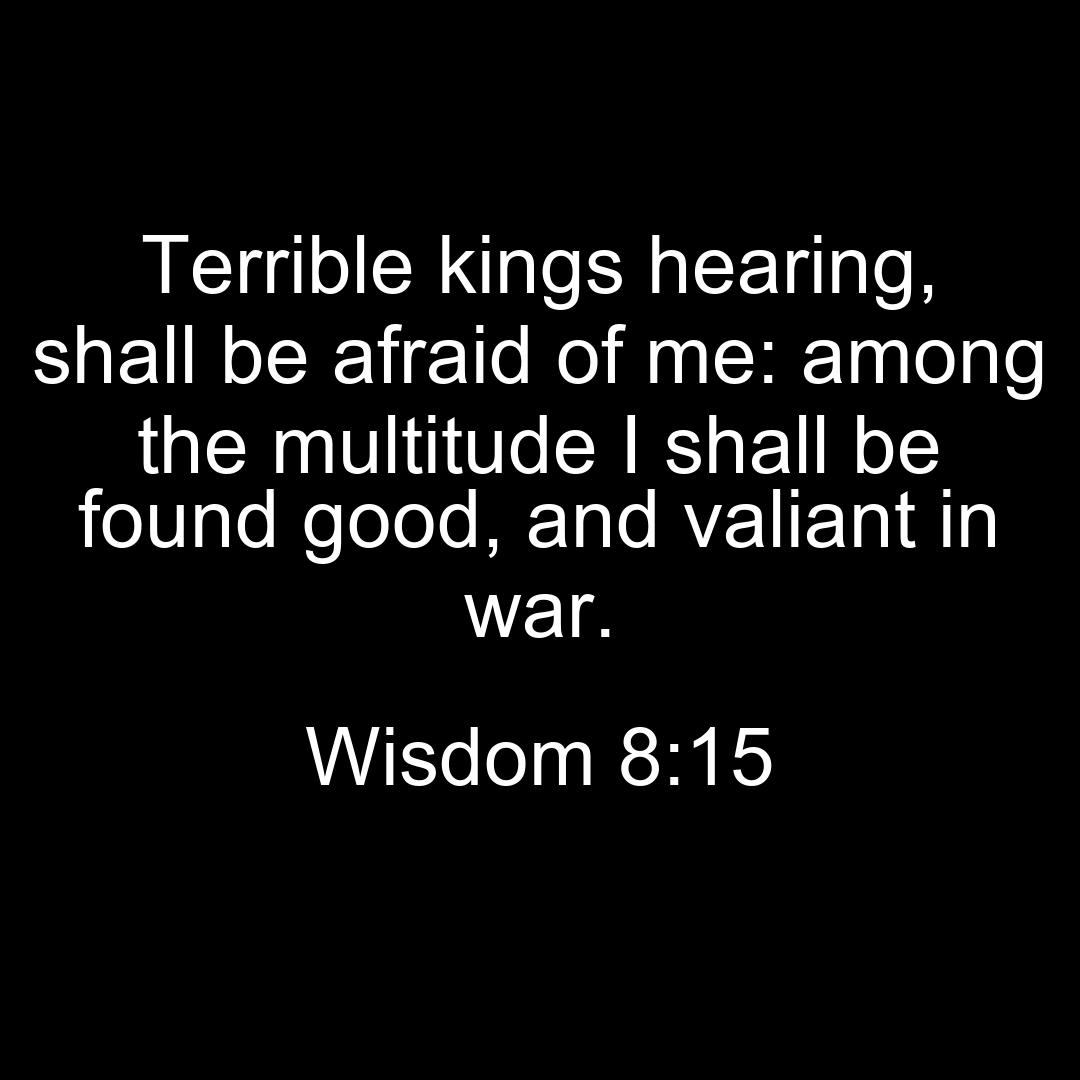 Terrible kings hearing,
shall be afraid of me: among
the multitude I shall be
found good, and valiant in
war.
Wisdom 8:15